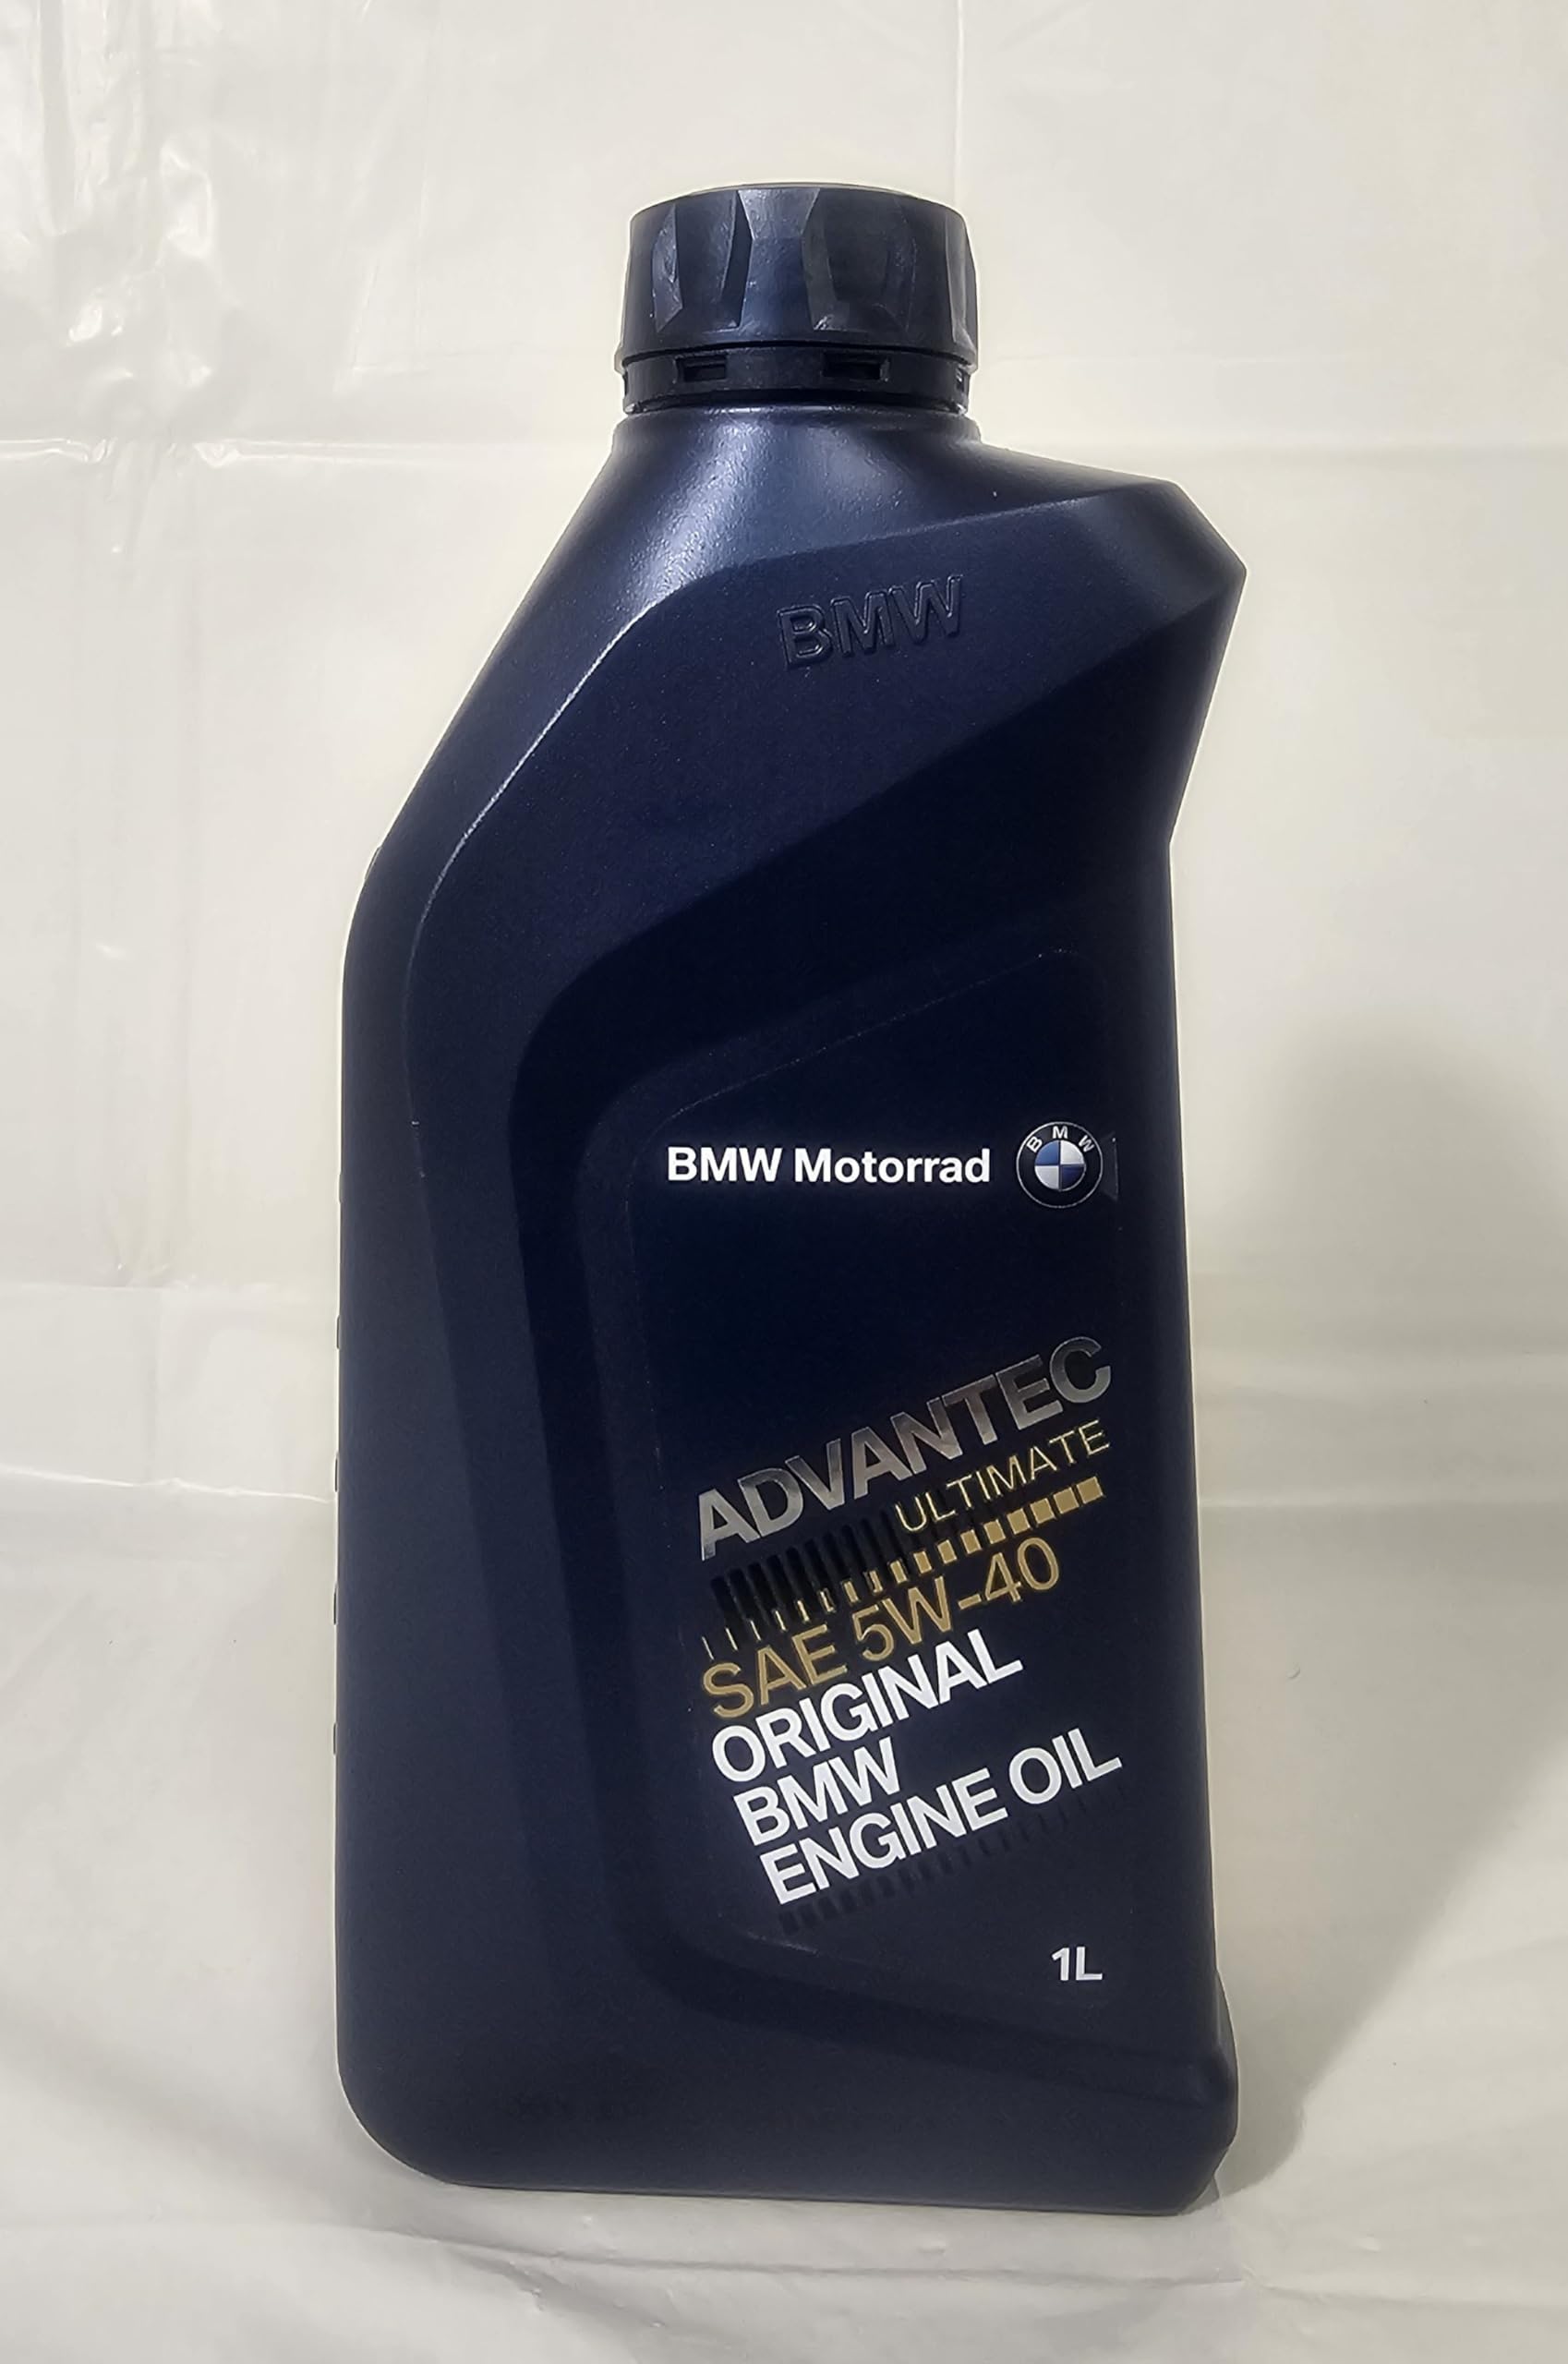 BMW
BMW Motorrad
BMW
ADVANTEC
ULTIMATE
SAE 5W-40
ORIGINAL
BMW
ENGINE OIL
1L